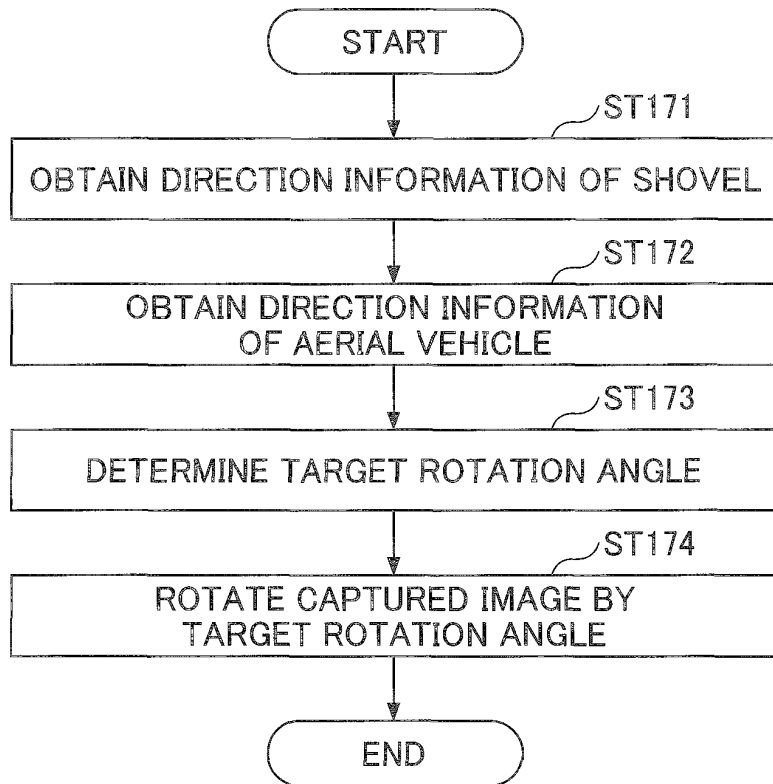 START
ST171
OBTAIN DIRECTION INFORMATION OF SHOVEL
ST172
OBTAIN DIRECTION INFORMATION
OF AERIAL VEHICLE
ST173
DETERMINE TARGET ROTATION ANGLE
ST174
ROTATE CAPTURED IMAGE BY
TARGET ROTATION ANGLE
END